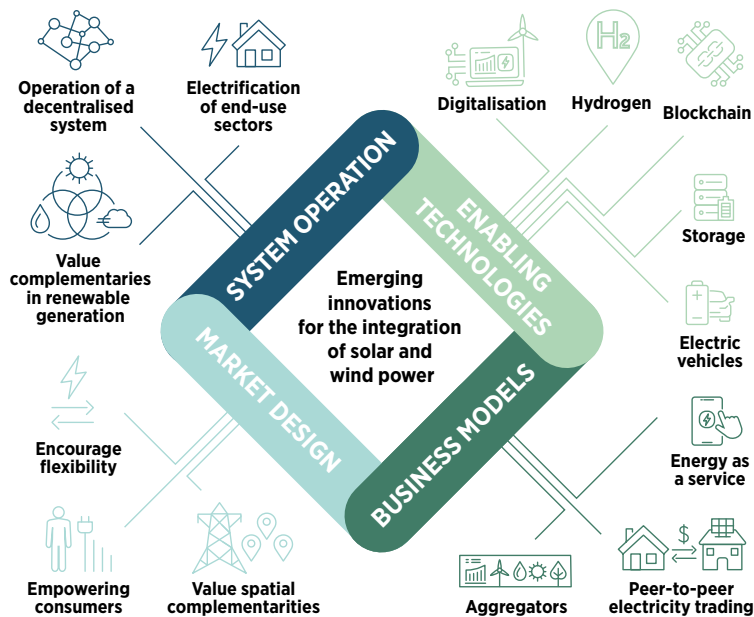 Operation of a
decentralised
system
Electrification
of end-use
sectors
Value
complementaries
in renewable
generation
SYSTEM OPERATION
H2
Digitalisation
Hydrogen
Blockchain
Storage
Electric
vehicles
ENABLING
TECHNOLOGIES
Emerging
innovations
for the integration
of solar and
wind power
MARKET DESIGN
Encourage
flexibility
Empowering
consumers
Value spatial
complementarities
BUSINESS MODELS
Energy as
a service
Aggregators
$
Peer-to-peer
electricity trading